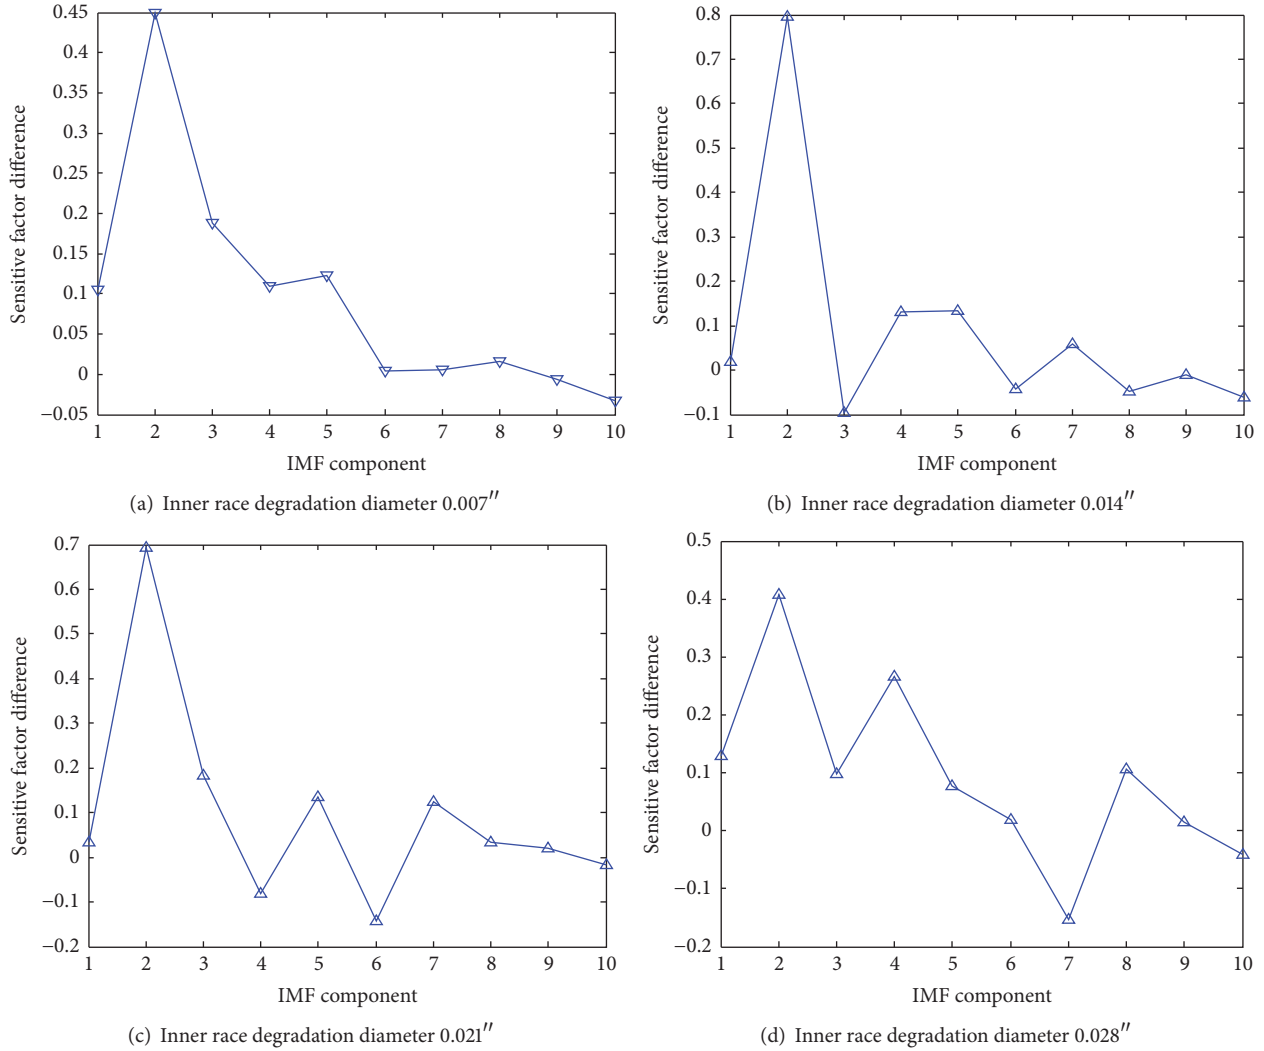 0.45
0.4
0.35
0.3
0.25
0.2
0.15
0.1
0.05
0
−0.05
Sensitive factor difference
1 2 3 4 5 6 7 8 9 10
IMF component
(a) Inner race degradation diameter 0.007″
0.8
0.7
0.6
0.5
0.4
0.3
0.2
0.1
0
−0.1
Sensitive factor difference
1 2 3 4 5 6 7 8 9 10
IMF component
(b) Inner race degradation diameter 0.014″
0.7
0.6
0.5
0.4
0.3
0.2
0.1
0
−0.1
−0.2
Sensitive factor difference
1 2 3 4 5 6 7 8 9 10
IMF component
(c) Inner race degradation diameter 0.021″
0.5
0.4
0.3
0.2
0.1
0
−0.1
−0.2
Sensitive factor difference
1 2 3 4 5 6 7 8 9 10
IMF component
(d) Inner race degradation diameter 0.028″